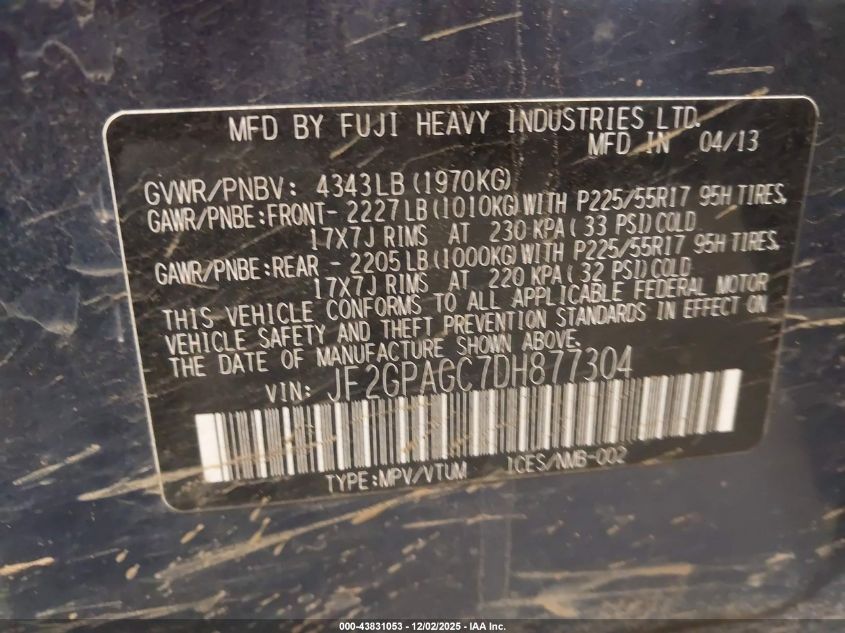 MFD BY FUJI HEAVY INDUSTRIES LTD.
MFD IN 04/13
GVWR/PNBV: 4343LB (1970KG)
GAWR/PNBE:FRONT- 2227LB (1010KG) WITH P225/55R17 95H TIRES,
17X7J RIMS AT 230 KPA ( 33 PSI) COLD
GAWR/PNBE:REAR - 2205LB (1000KG) WITH P225/55R17 95H TIRES,
17X7J RIMS AT 220 KPA ( 32 PSI) COLD
THIS VEHICLE CONFORMS TO ALL APPLICABLE FEDERAL MOTOR
VEHICLE SAFETY AND THEFT PREVENTION STANDARDS IN EFFECT ON
THE DATE OF MANUFACTURE SHOWN ABOVE.
VIN: JF2GPAGC7DH877304
TYPE:MPV/VTUM ICES/NMB-002
000-43831053 - 12/02/2025 - IAA Inc.